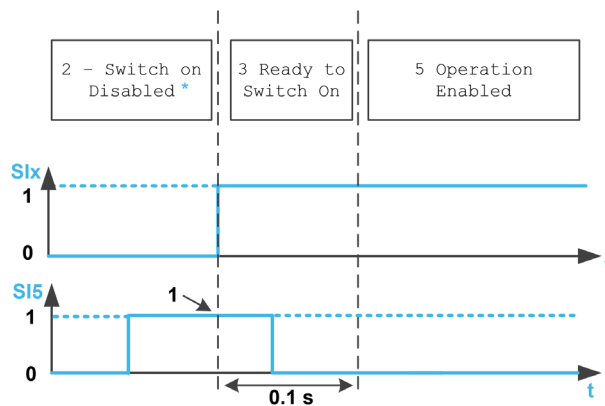 2 - Switch on
Disabled *
3 Ready to
Switch On
5 Operation
Enabled
SIx
1
0
SI5
1
1
0
0.1 s
t